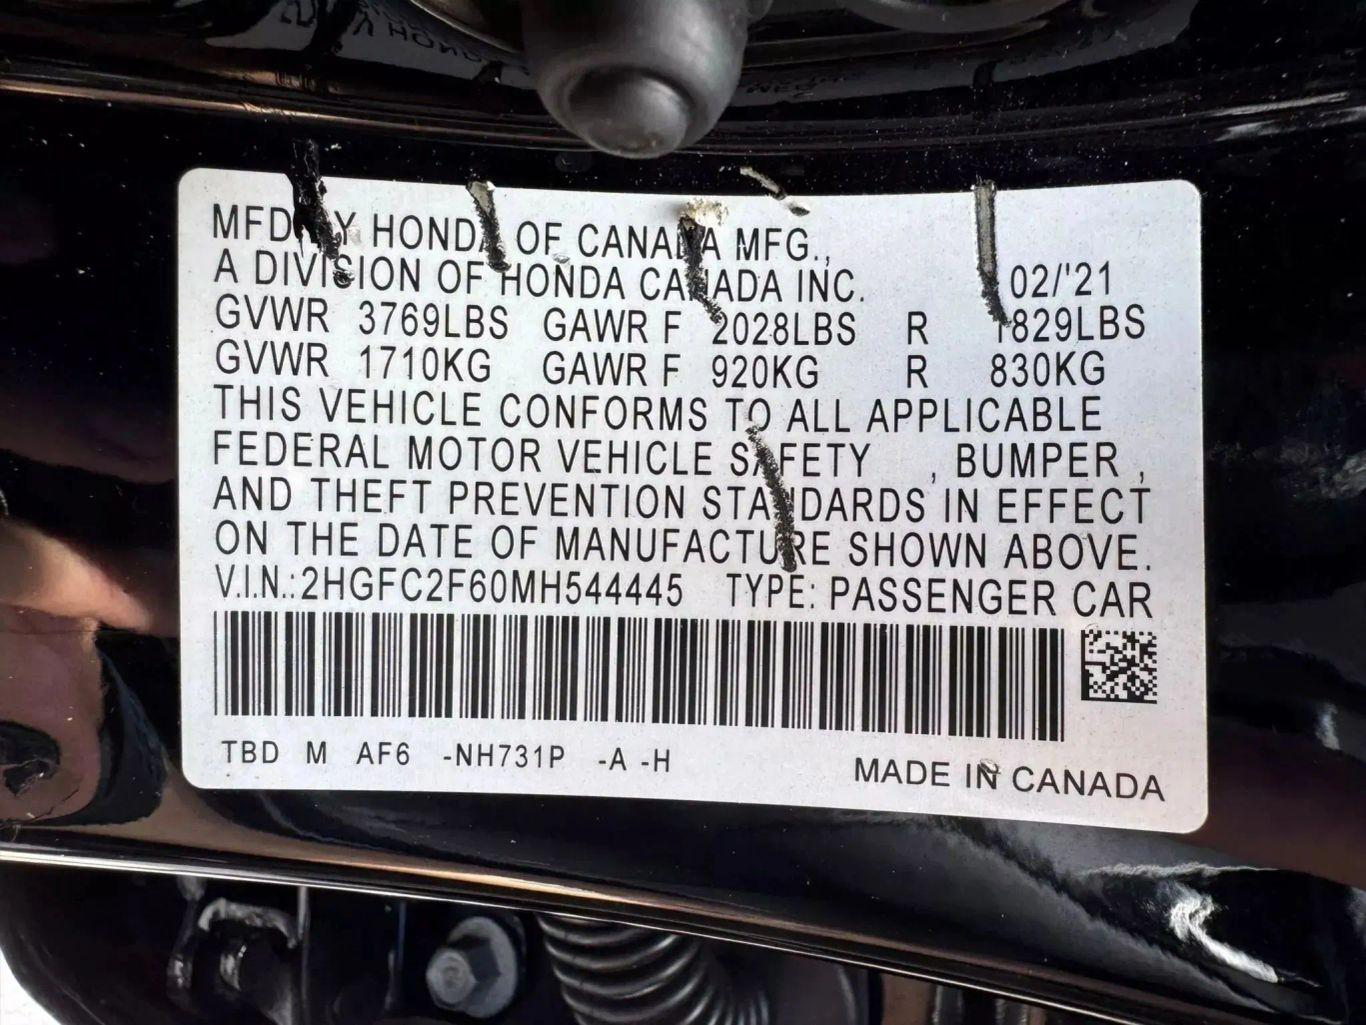 MFD BY HONDA OF CANADA MFG.,
A DIVISION OF HONDA CANADA INC. 02/'21
GVWR 3769LBS GAWR F 2028LBS R 1829LBS
GVWR 1710KG GAWR F 920KG R 830KG
THIS VEHICLE CONFORMS TO ALL APPLICABLE
FEDERAL MOTOR VEHICLE SAFETY , BUMPER ,
AND THEFT PREVENTION STANDARDS IN EFFECT
ON THE DATE OF MANUFACTURE SHOWN ABOVE.
V.I.N.:2HGFC2F60MH544445 TYPE: PASSENGER CAR
TBD M AF6 -NH731P -A -H
MADE IN CANADA